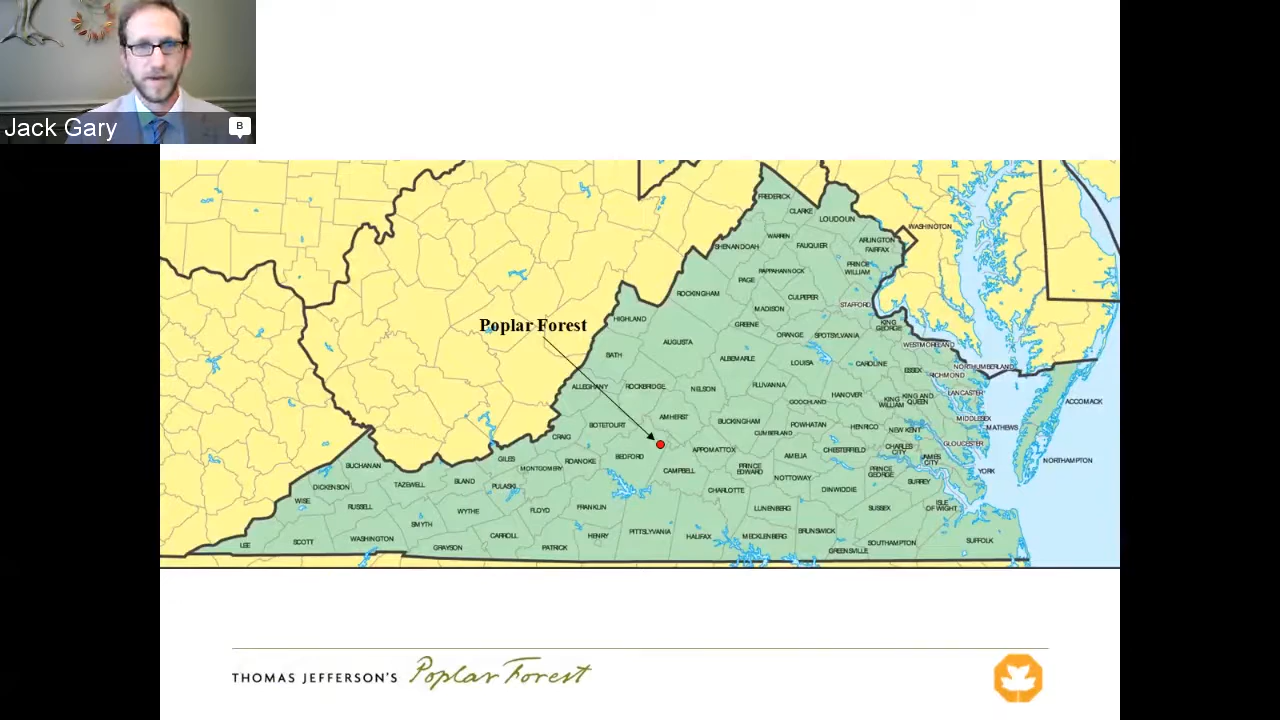 Jack Gary
B
FREDERICK
CLARKE
LOUDOUN
WASHINGTON
WARREN
SHENANDOAH
FAUQUIER
ARLINGTON
FAIRFAX
PRINCE
WILLIAM
RAPPAHANNOCK
PAGE
ROCKINGHAM
CULPEPER
MADISON
STAFFORD
HIGHLAND
Poplar Forest
GREENE
ORANGE
SPOTSYLVANIA
KING
GEORGE
AUGUSTA
WESTMORELAND
BATH
ALBEMARLE
LOUISA
CAROLINE
ESSEX
RICHMOND
NORTHUMBERLAND
ALLEGHANY
ROCKBRIDGE
NELSON
FLUVANNA
GOOCHLAND
HANOVER
KING
WILLIAM
KING AND
QUEEN
LANCASTER
ACCOMACK
AMHERST
BUCKINGHAM
CUMBERLAND
POWHATAN
HENRICO
NEW KENT
MIDDLESEX
MATHEWS
GLOUCESTER
CRAIG
BOTETOURT
BEDFORD
APPOMATTOX
AMELIA
CHESTERFIELD
CHARLES
CITY
JAMES
CITY
YORK
NORTHAMPTON
BUCHANAN
GILES
MONTGOMERY
ROANOKE
CAMPBELL
PRINCE
EDWARD
NOTTOWAY
PRINCE
GEORGE
SURREY
DICKENSON
TAZEWELL
BLAND
PULASKI
CHARLOTTE
DINWIDDIE
WISE
RUSSELL
WYTHE
FLOYD
FRANKLIN
LUNENBERG
SUSSEX
ISLE
OF WIGHT
SMYTH
LEE
SCOTT
WASHINGTON
GRAYSON
CARROLL
PATRICK
HENRY
PITTSYLVANIA
HALIFAX
MECKLENBERG
BRUNSWICK
GREENSVILLE
SOUTHAMPTON
SUFFOLK
THOMAS JEFFERSON'S Poplar Forest